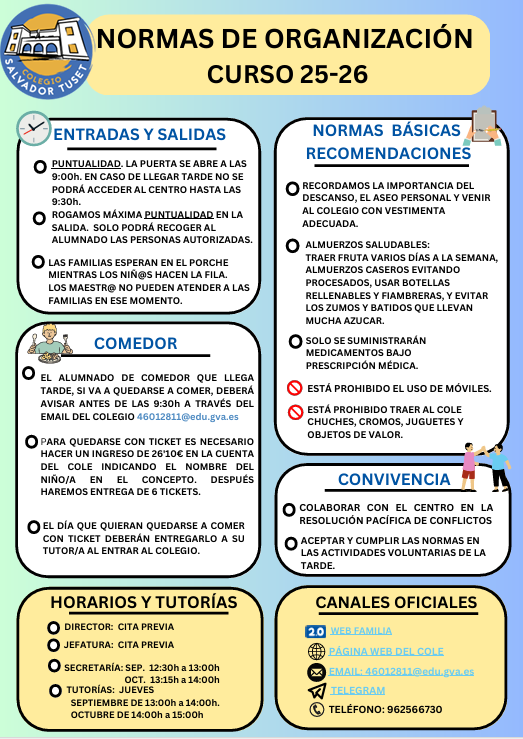 COLEGIO
SALVADOR TUSET
NORMAS DE ORGANIZACIÓN
CURSO 25-26
ENTRADAS Y SALIDAS
PUNTUALIDAD. LA PUERTA SE ABRE A LAS
9:00h. EN CASO DE LLEGAR TARDE NO SE
PODRÁ ACCEDER AL CENTRO HASTA LAS
9:30h.
ROGAMOS MÁXIMA PUNTUALIDAD EN LA
SALIDA. SOLO PODRÁ RECOGER AL
ALUMNADO LAS PERSONAS AUTORIZADAS.
LAS FAMILIAS ESPERAN EN EL PORCHE
MIENTRAS LOS NIÑ@S HACEN LA FILA.
LOS MAESTR@ NO PUEDEN ATENDER A LAS
FAMILIAS EN ESE MOMENTO.
COMEDOR
EL ALUMNADO DE COMEDOR QUE LLEGA
TARDE, SI VA A QUEDARSE A COMER, DEBERÁ
AVISAR ANTES DE LAS 9:30h A TRAVÉS DEL
EMAIL DEL COLEGIO 46012811@edu.gva.es
PARA QUEDARSE CON TICKET ES NECESARIO
HACER UN INGRESO DE 26'10€ EN LA CUENTA
DEL COLE INDICANDO EL NOMBRE DEL
NIÑO/A EN EL CONCEPTO. DESPUÉS
HAREMOS ENTREGA DE 6 TICKETS.
EL DÍA QUE QUIERAN QUEDARSE A COMER
CON TICKET DEBERÁN ENTREGARLO A SU
TUTOR/A AL ENTRAR AL COLEGIO.
HORARIOS Y TUTORÍAS
DIRECTOR: CITA PREVIA
JEFATURA: CITA PREVIA
SECRETARÍA: SEP. 12:30h a 13:00h
OCT. 13:15h a 14:00h
TUTORÍAS: JUEVES
SEPTIEMBRE DE 13:00h a 14:00h.
OCTUBRE DE 14:00h a 15:00h
NORMAS BÁSICAS
RECOMENDACIONES
RECORDAMOS LA IMPORTANCIA DEL
DESCANSO, EL ASEO PERSONAL Y VENIR
AL COLEGIO CON VESTIMENTA
ADECUADA.
ALMUERZOS SALUDABLES:
TRAER FRUTA VARIOS DÍAS A LA SEMANA,
ALMUERZOS CASEROS EVITANDO
PROCESADOS, USAR BOTELLAS
RELLENABLES Y FIAMBRERAS, Y EVITAR
LOS ZUMOS Y BATIDOS QUE LLEVAN
MUCHA AZUCAR.
SOLO SE SUMINISTRARÁN
MEDICAMENTOS BAJO
PRESCRIPCIÓN MÉDICA.
ESTÁ PROHIBIDO EL USO DE MÓVILES.
ESTÁ PROHIBIDO TRAER AL COLE
CHUCHES, CROMOS, JUGUETES Y
OBJETOS DE VALOR.
CONVIVENCIA
COLABORAR CON EL CENTRO EN LA
RESOLUCIÓN PACÍFICA DE CONFLICTOS
ACEPTAR Y CUMPLIR LAS NORMAS EN
LAS ACTIVIDADES VOLUNTARIAS DE LA
TARDE.
CANALES OFICIALES
2.0 WEB FAMILIA
PÁGINA WEB DEL COLE
EMAIL: 46012811@edu.gva.es
TELEGRAM
TELÉFONO: 962566730